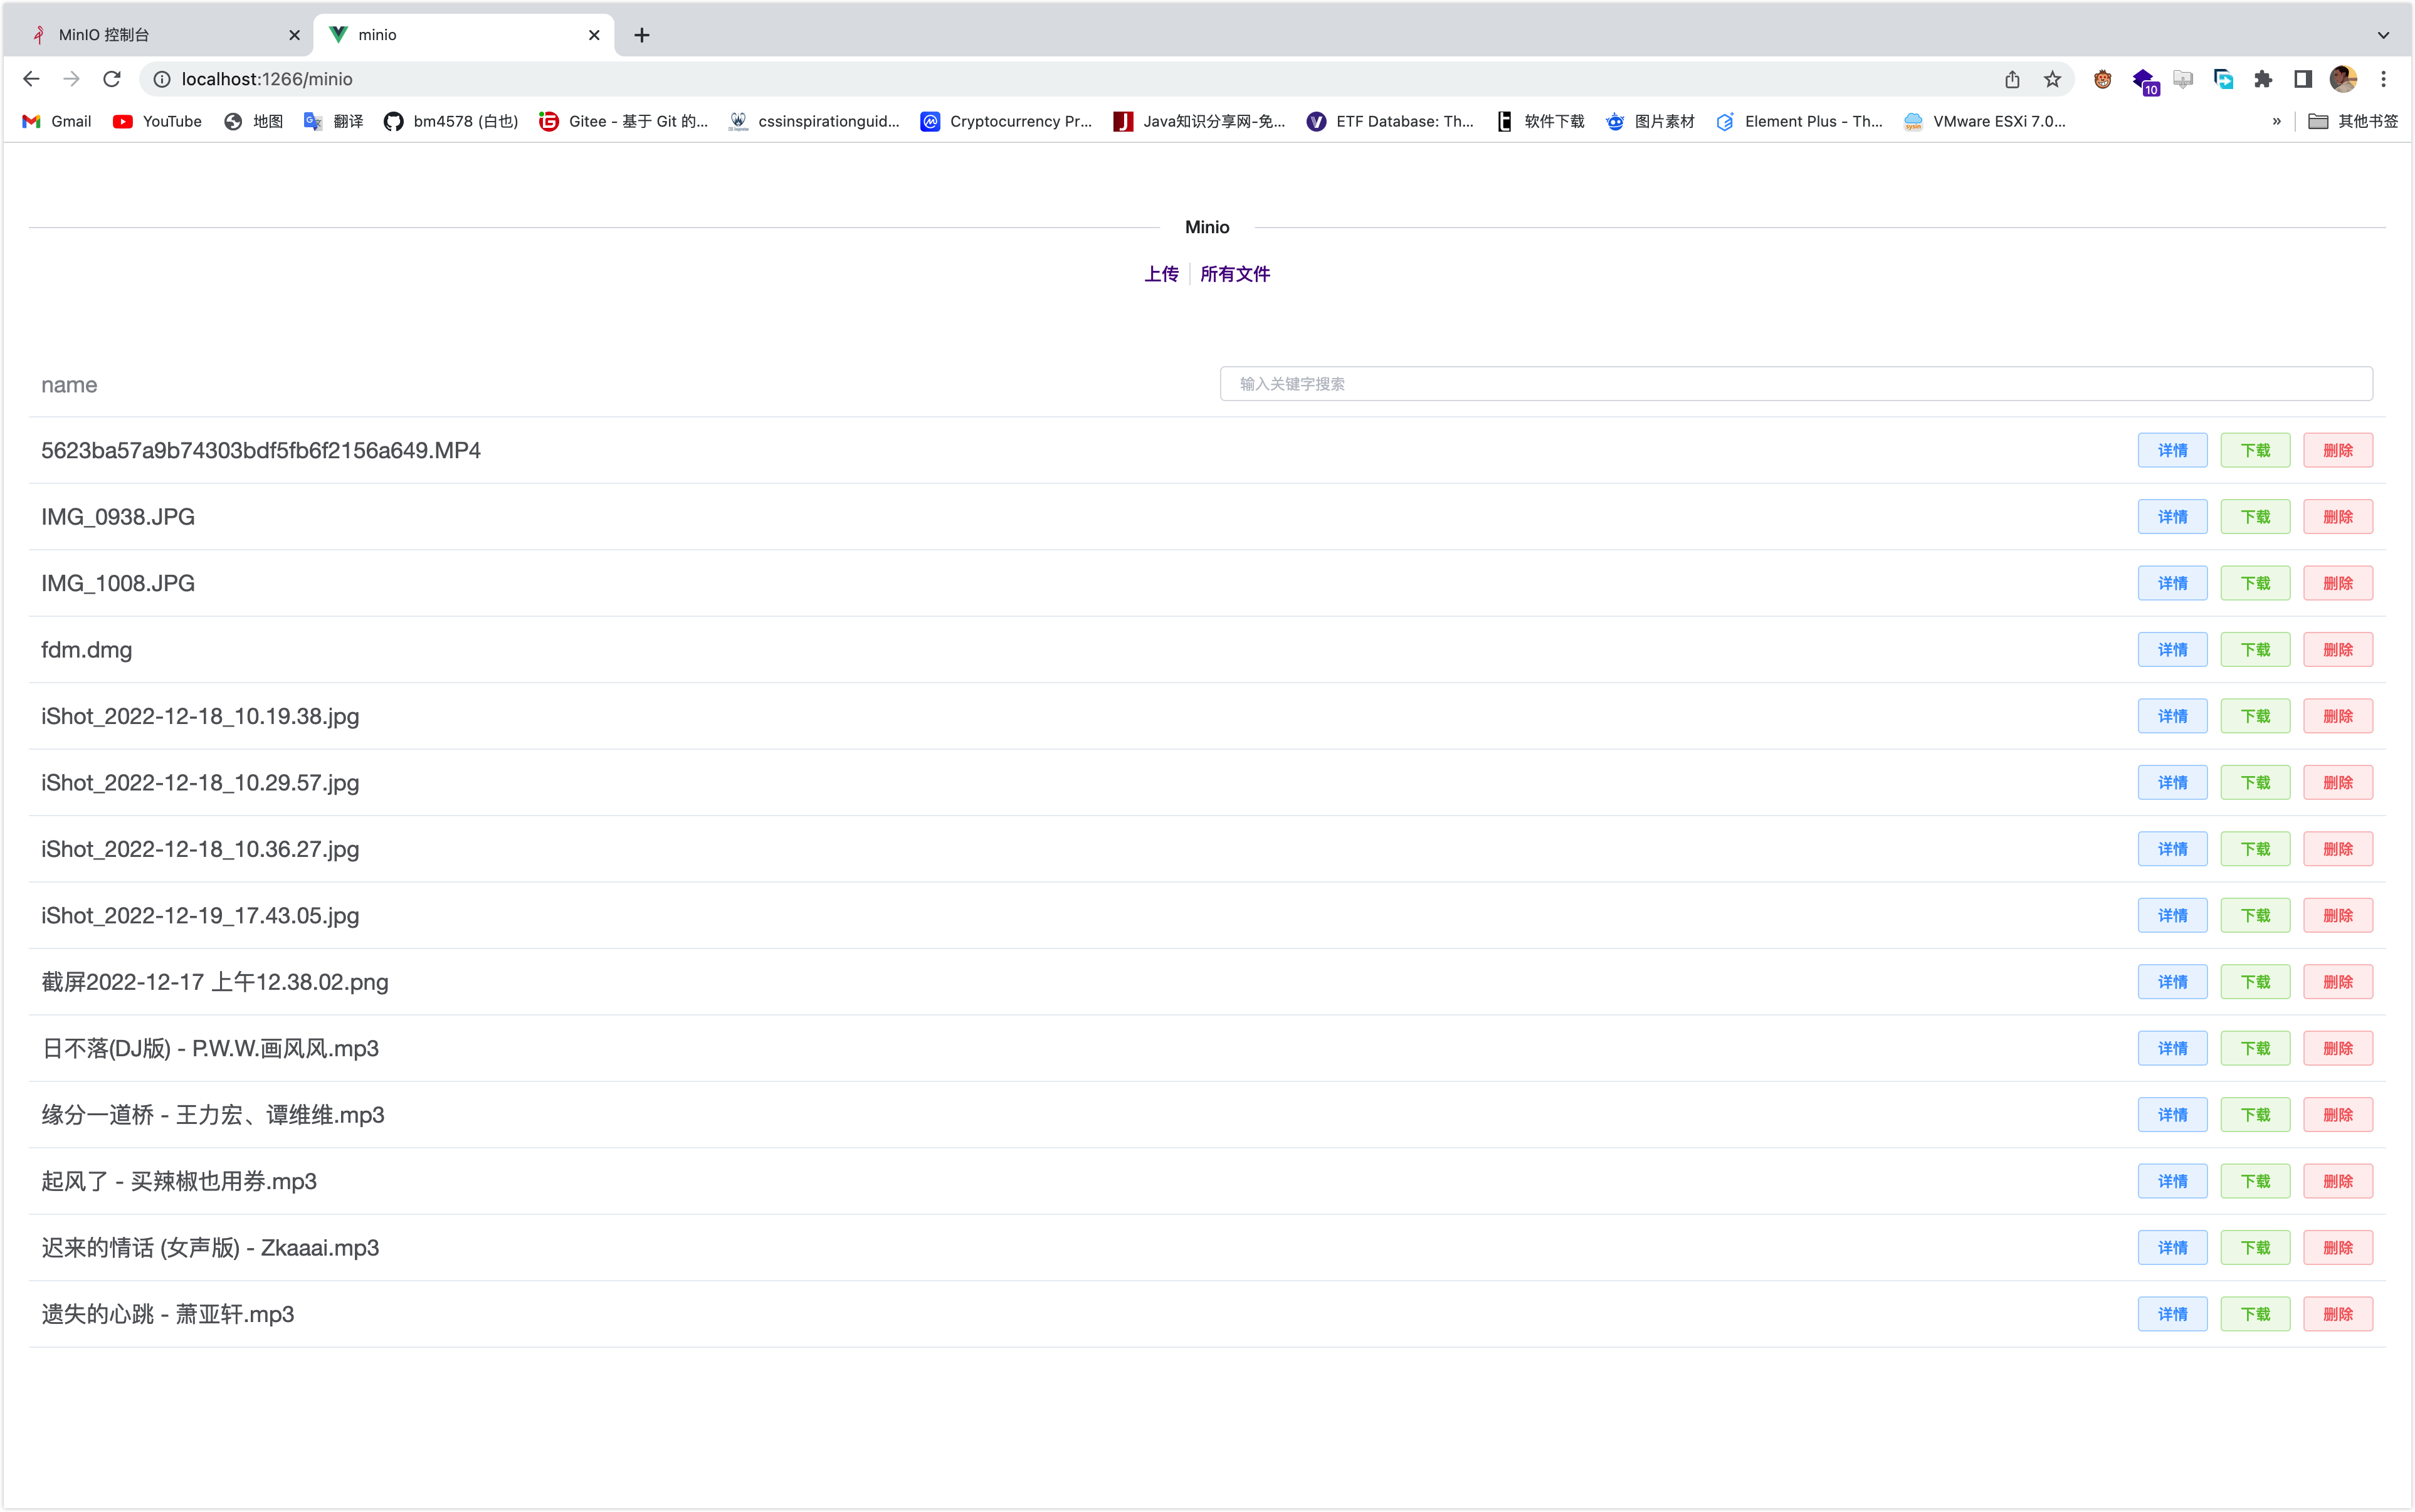 MinIO 控制台
minio
localhost:1266/minio
10
Gmail YouTube 地图 翻译 bm4578 (白也) Gitee - 基于 Git 的... cssinspirationguid... Cryptocurrency Pr... Java知识分享网-免... ETF Database: Th... 软件下载 图片素材 Element Plus - Th... VMware ESXi 7.0... » 其他书签
Minio
上传 所有文件
name 输入关键字搜索
5623ba57a9b74303bdf5fb6f2156a649.MP4 详情 下载 删除
IMG_0938.JPG 详情 下载 删除
IMG_1008.JPG 详情 下载 删除
fdm.dmg 详情 下载 删除
iShot_2022-12-18_10.19.38.jpg 详情 下载 删除
iShot_2022-12-18_10.29.57.jpg 详情 下载 删除
iShot_2022-12-18_10.36.27.jpg 详情 下载 删除
iShot_2022-12-19_17.43.05.jpg 详情 下载 删除
截屏2022-12-17 上午12.38.02.png 详情 下载 删除
日不落(DJ版) - P.W.W.画风风.mp3 详情 下载 删除
缘分一道桥 - 王力宏、谭维维.mp3 详情 下载 删除
起风了 - 买辣椒也用券.mp3 详情 下载 删除
迟来的情话 (女声版) - Zkaaai.mp3 详情 下载 删除
遗失的心跳 - 萧亚轩.mp3 详情 下载 删除